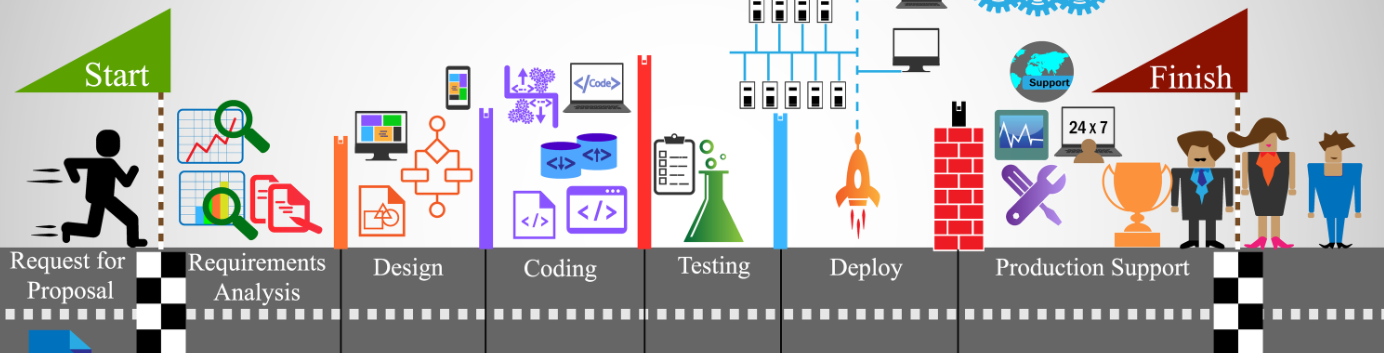 Start
</Code>
Support
Finish
24 x 7
</>
</>
Request for
Proposal
Requirements
Analysis
Design
Coding
Testing
Deploy
Production Support